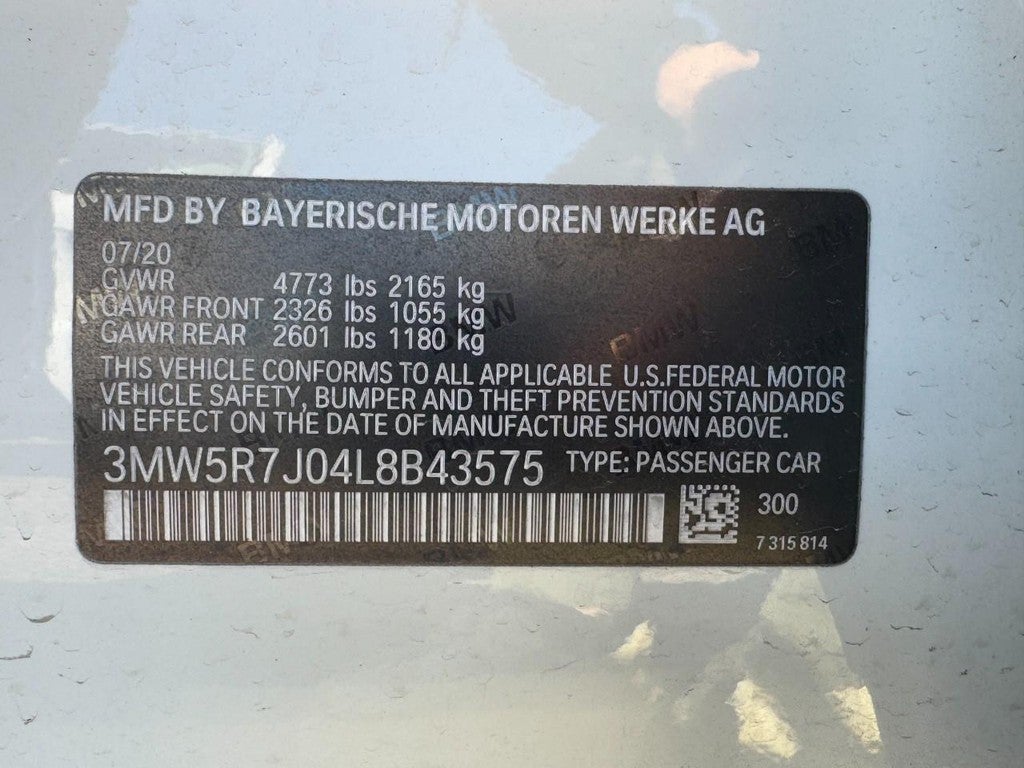 MFD BY BAYERISCHE MOTOREN WERKE AG
07/20
GVWR 4773 lbs 2165 kg
GAWR FRONT 2326 lbs 1055 kg
GAWR REAR 2601 lbs 1180 kg
THIS VEHICLE CONFORMS TO ALL APPLICABLE U.S.FEDERAL MOTOR
VEHICLE SAFETY, BUMPER AND THEFT PREVENTION STANDARDS
IN EFFECT ON THE DATE OF MANUFACTURE SHOWN ABOVE.
3MW5R7J04L8B43575 TYPE: PASSENGER CAR
300
7 315 814